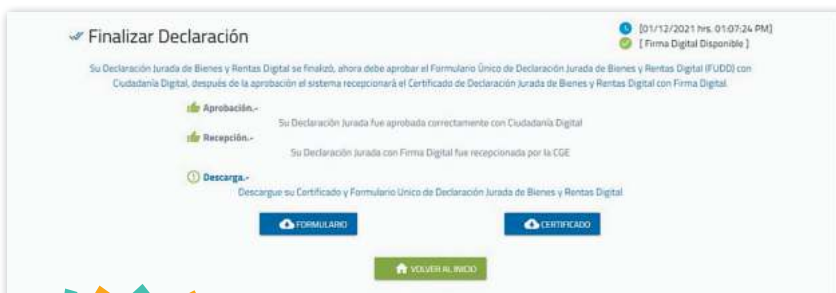 Finalizar Declaración
[01/12/2021 hrs. 01:07:24 PM]
[ Firma Digital Disponible ]
Su Declaración Jurada de Bienes y Rentas Digital se finalizó, ahora debe aprobar el Formulario Único de Declaración Jurada de Bienes y Rentas Digital (FUDD) con
Ciudadanía Digital, después de la aprobación el sistema recepcionará el Certificado de Declaración Jurada de Bienes y Rentas Digital con Firma Digital.
Aprobación.-
Su Declaración Jurada fue aprobada correctamente con Ciudadanía Digital
Recepción.-
Su Declaración Jurada con Firma Digital fue recepcionada por la CGE
Descarga.-
Descargue su Certificado y Formulario Unico de Declaración Jurada de Bienes y Rentas Digital
FORMULARIO
CERTIFICADO
VOLVER AL INICIO